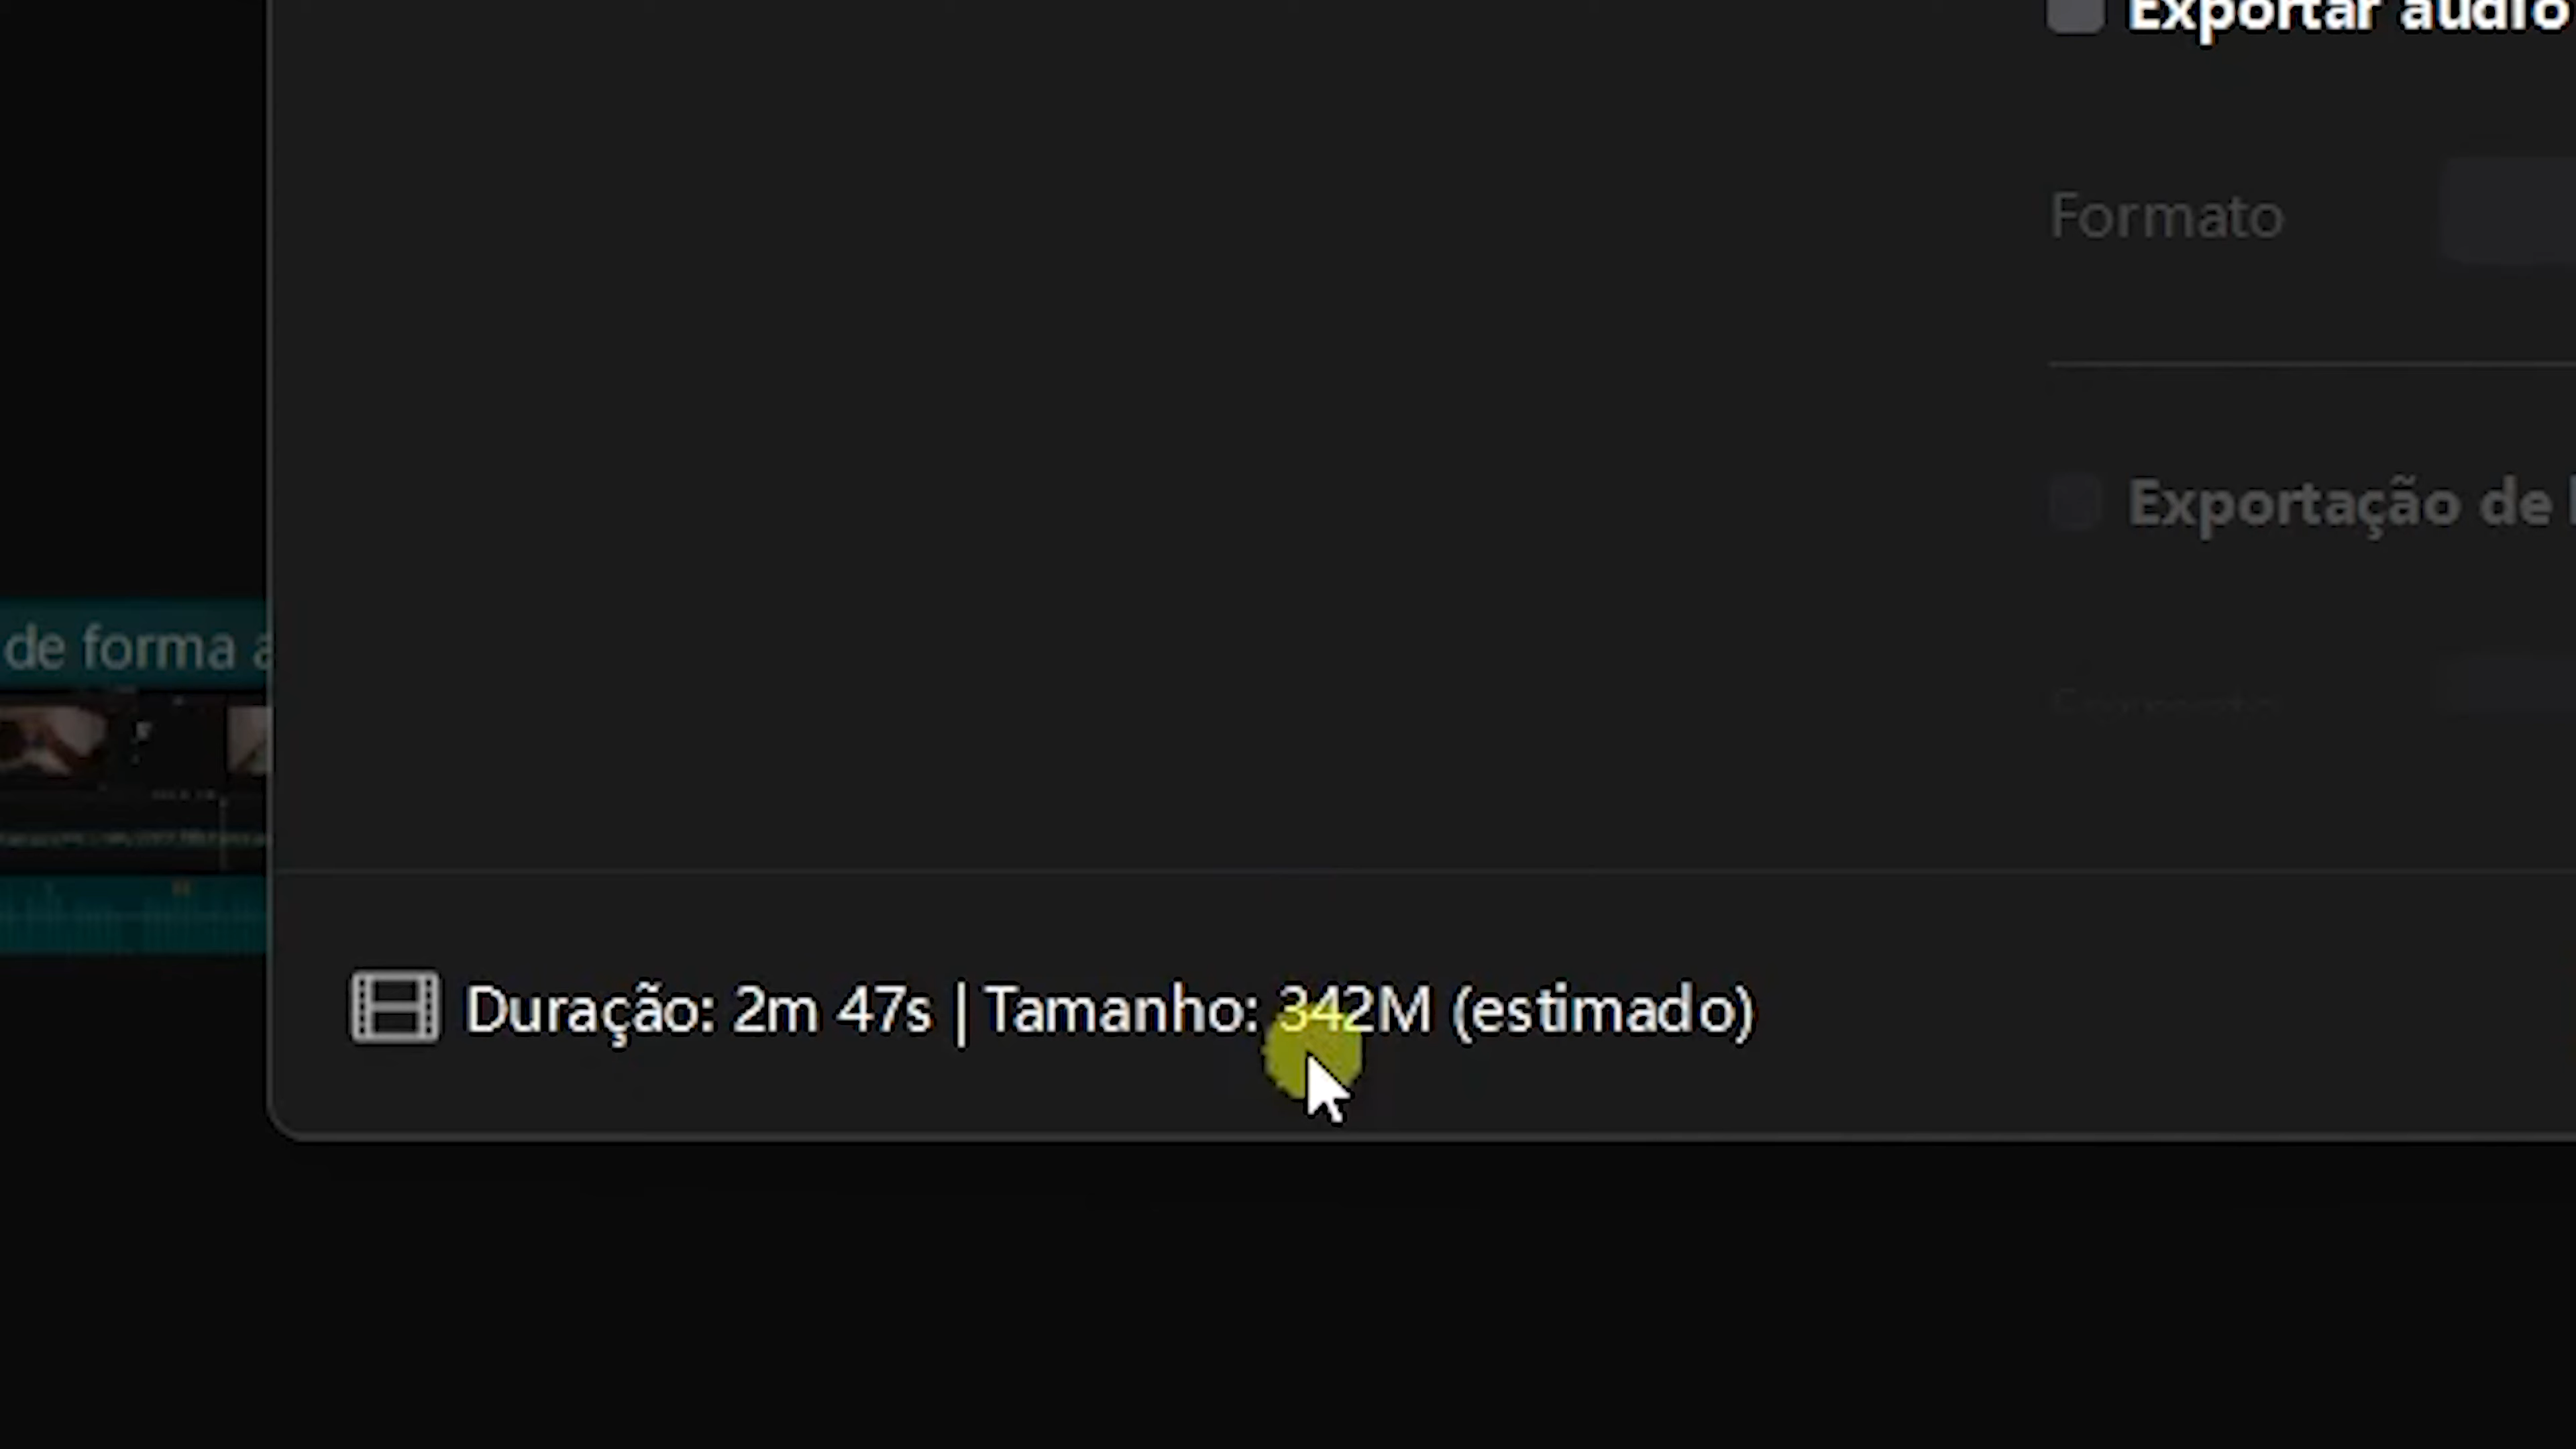 Exportar áudio
Formato
Exportação de
de forma a
Duração: 2m 47s | Tamanho: 342M (estimado)